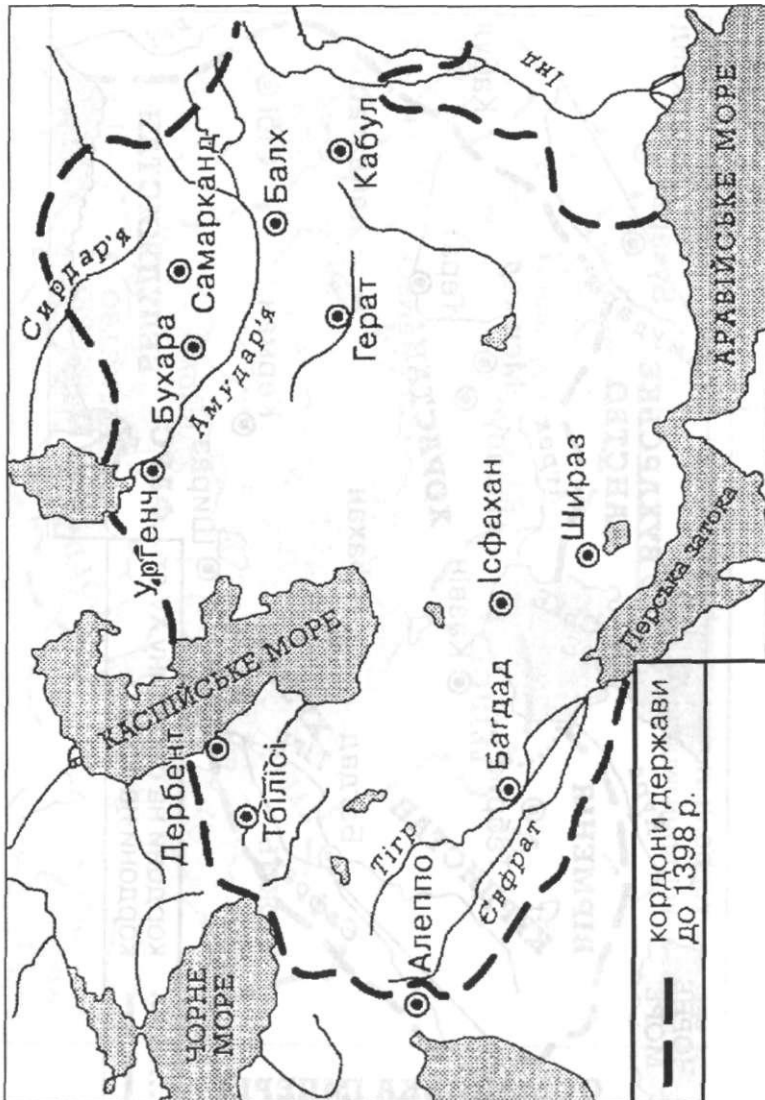 ЧОРНЕ
МОРЕ
КАСПІЙСЬКЕ МОРЕ
Дербент
Тбілісі
Ургенч
Сирдар'я
Бухара
Самарканд
Амудар'я
Балх
Кабул
Герат
Інд
Алеппо
Тігр
Євфрат
Багдад
Ісфахан
Шираз
Перська затока
АРАВІЙСЬКЕ МОРЕ
кордони держави
до 1398 р.